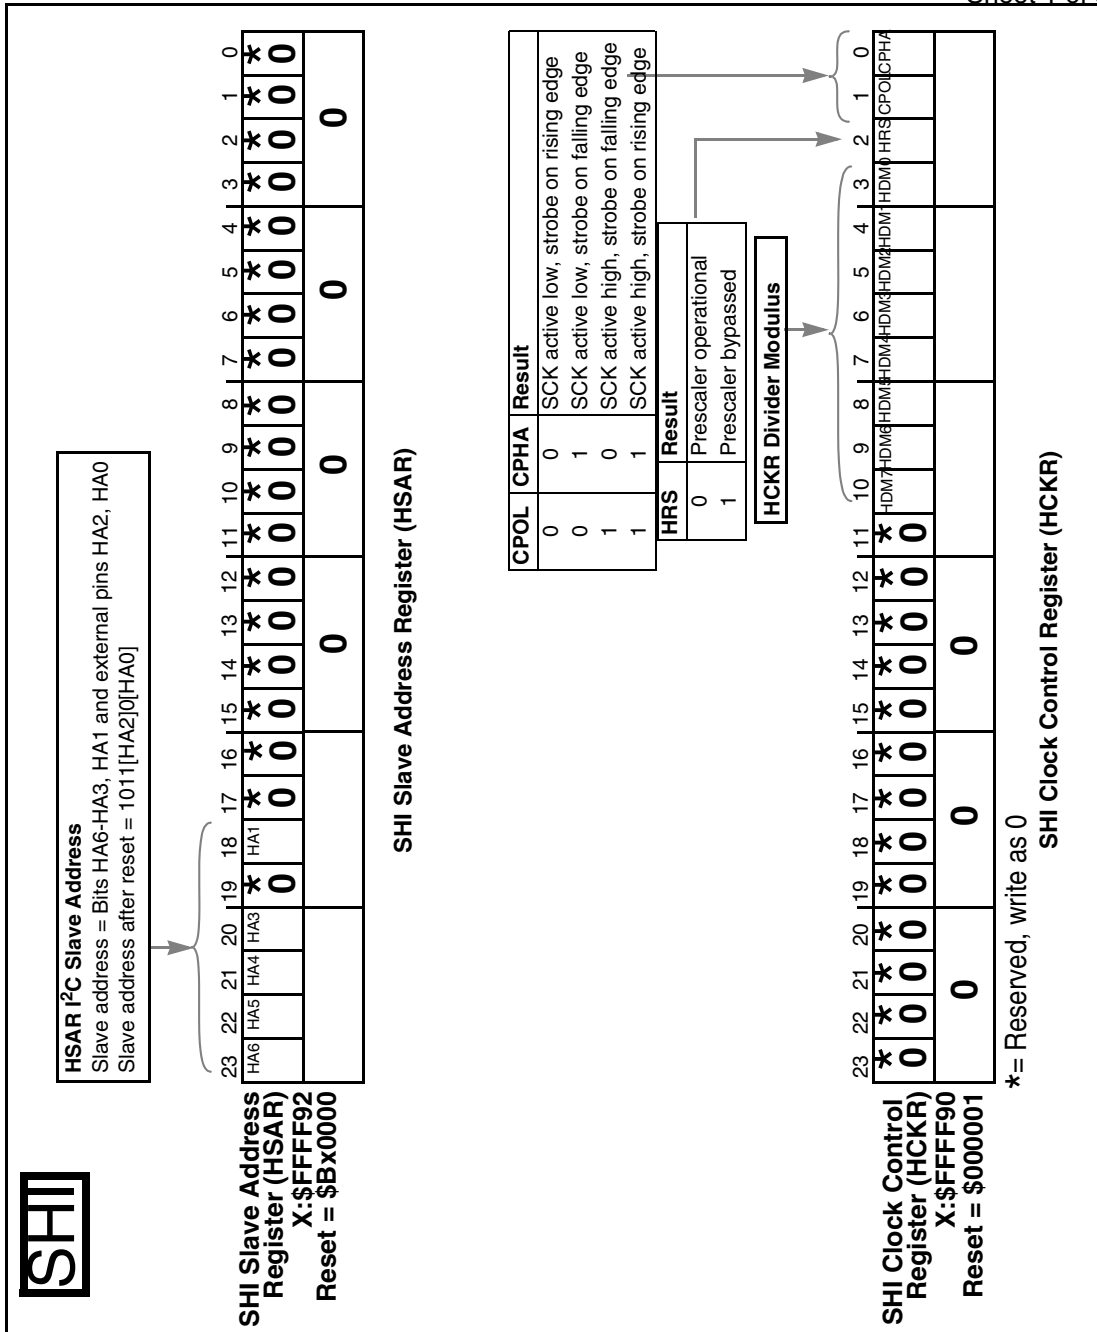 Sheet 1 of
SHI
HSAR I²C Slave Address
Slave address = Bits HA6-HA3, HA1 and external pins HA2, HA0
Slave address after reset = 1011[HA2]0[HA0]
23 22 21 20 19 18 17 16 15 14 13 12 11 10 9 8 7 6 5 4 3 2 1 0
SHI Slave Address
Register (HSAR)
X:$FFFF92
Reset = $Bx0000
HA6 HA5 HA4 HA3 * HA1 * * * * * * * * * * * * * * * * * *
0 0 0 0 0 0 0 0 0 0 0 0 0 0 0 0 0 0 0
0 0 0 0
SHI Slave Address Register (HSAR)
CPOL CPHA Result
0 0 SCK active low, strobe on rising edge
0 1 SCK active low, strobe on falling edge
1 0 SCK active high, strobe on falling edge
1 1 SCK active high, strobe on rising edge
HRS Result
0 Prescaler operational
1 Prescaler bypassed
HCKR Divider Modulus
23 22 21 20 19 18 17 16 15 14 13 12 11 10 9 8 7 6 5 4 3 2 1 0
SHI Clock Control
Register (HCKR)
X:$FFFF90
Reset = $000001
* * * * * * * * * * * * * HDM7 HDM6 HDM5 HDM4 HDM3 HDM2 HDM1 HDM0 HRS CPOL CPHA
0 0 0 0 0 0 0 0 0 0 0 0 0
0 0 0
*= Reserved, write as 0
SHI Clock Control Register (HCKR)